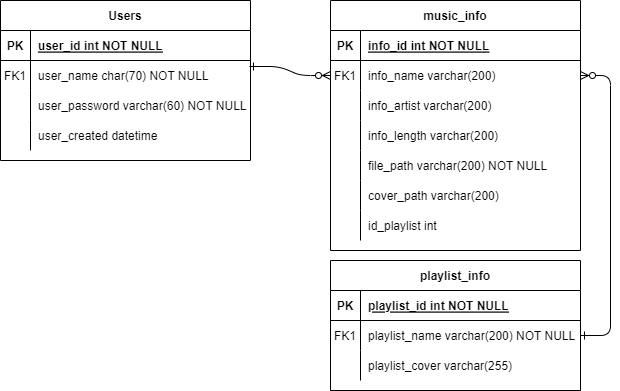 Users
PK user_id int NOT NULL
FK1 user_name char(70) NOT NULL
user_password varchar(60) NOT NULL
user_created datetime
music_info
PK info_id int NOT NULL
FK1 info_name varchar(200)
info_artist varchar(200)
info_length varchar(200)
file_path varchar(200) NOT NULL
cover_path varchar(200)
id_playlist int
playlist_info
PK playlist_id int NOT NULL
FK1 playlist_name varchar(200) NOT NULL
playlist_cover varchar(255)